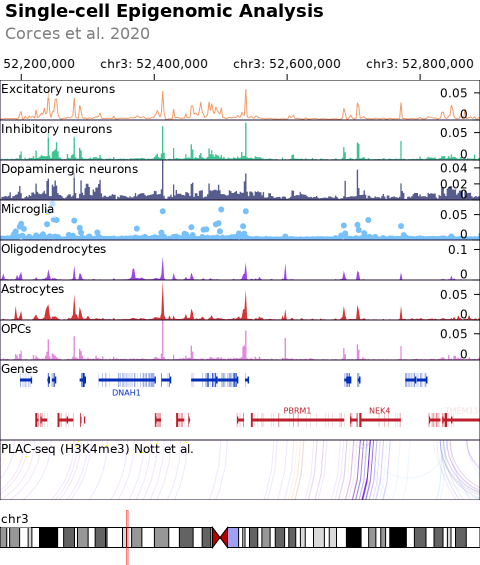 Single-cell Epigenomic Analysis
Corces et al. 2020
52,200,000 chr3: 52,400,000 chr3: 52,600,000 chr3: 52,800,000
Excitatory neurons 0.05
0
Inhibitory neurons 0.05
0
Dopaminergic neurons 0.04
0.02
0
Microglia 0.05
0
Oligodendrocytes 0.1
0
Astrocytes 0.05
0
OPCs 0.05
0
Genes
DNAH1
PBRM1 NEK4
PLAC-seq (H3K4me3) Nott et al.
chr3